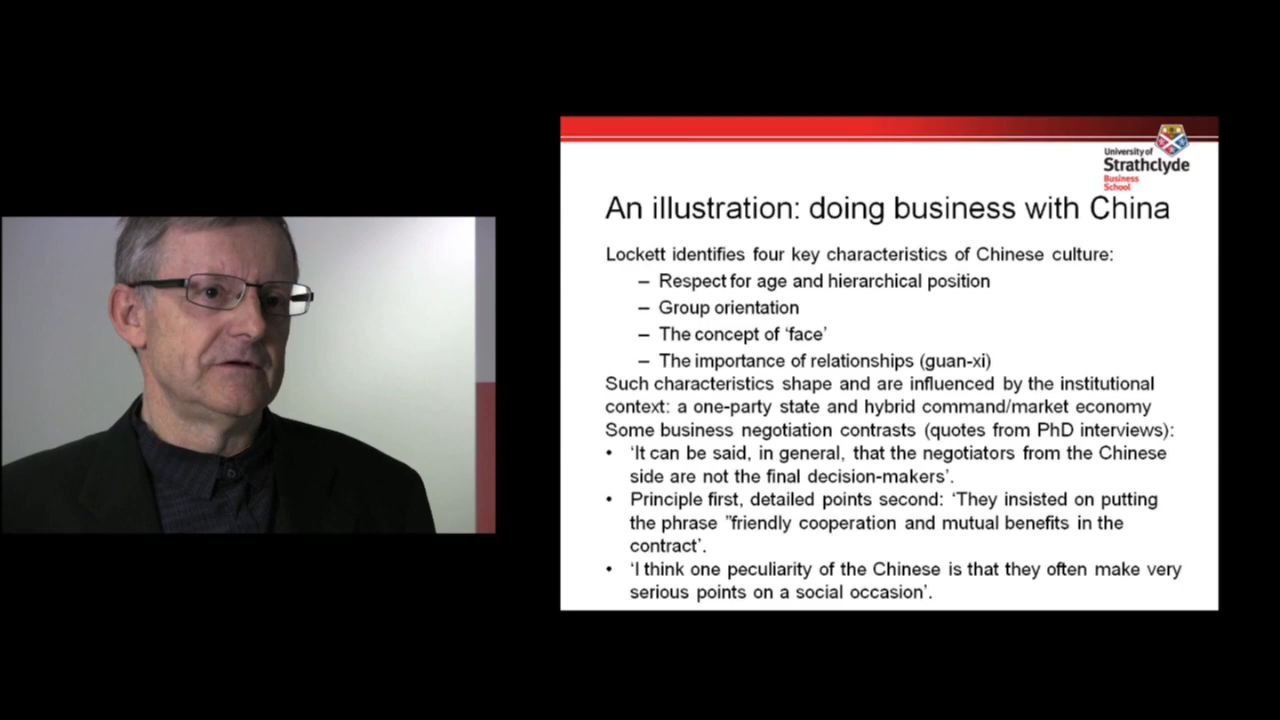 University of
Strathclyde
Business
School
An illustration: doing business with China
Lockett identifies four key characteristics of Chinese culture:
– Respect for age and hierarchical position
– Group orientation
– The concept of ‘face’
– The importance of relationships (guan-xi)
Such characteristics shape and are influenced by the institutional
context: a one-party state and hybrid command/market economy
Some business negotiation contrasts (quotes from PhD interviews):
• ‘It can be said, in general, that the negotiators from the Chinese
side are not the final decision-makers’.
• Principle first, detailed points second: ‘They insisted on putting
the phrase ”friendly cooperation and mutual benefits in the
contract’.
• ‘I think one peculiarity of the Chinese is that they often make very
serious points on a social occasion’.